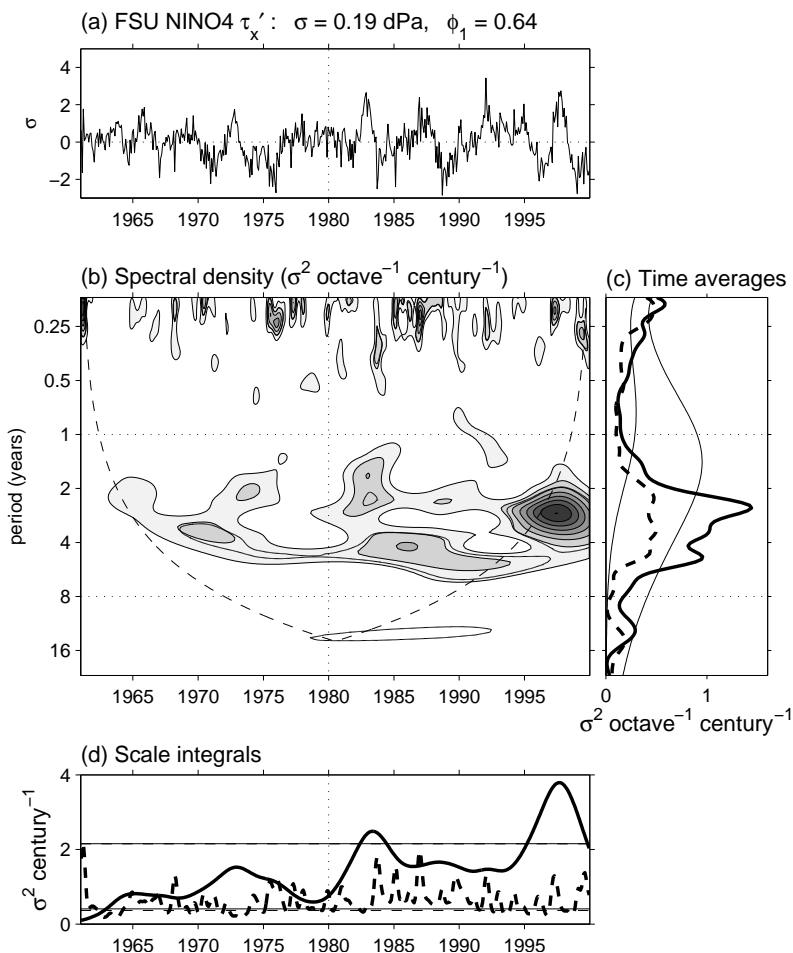 (a) FSU NINO4 τₓ′ : σ = 0.19 dPa, ϕ₁ = 0.64
4
2
0
−2
σ
1965 1970 1975 1980 1985 1990 1995
(b) Spectral density (σ² octave⁻¹ century⁻¹)
(c) Time averages
0.25
0.5
1
2
4
8
16
period (years)
1965 1970 1975 1980 1985 1990 1995
0 1
σ² octave⁻¹ century⁻¹
(d) Scale integrals
4
2
0
σ² century⁻¹
1965 1970 1975 1980 1985 1990 1995